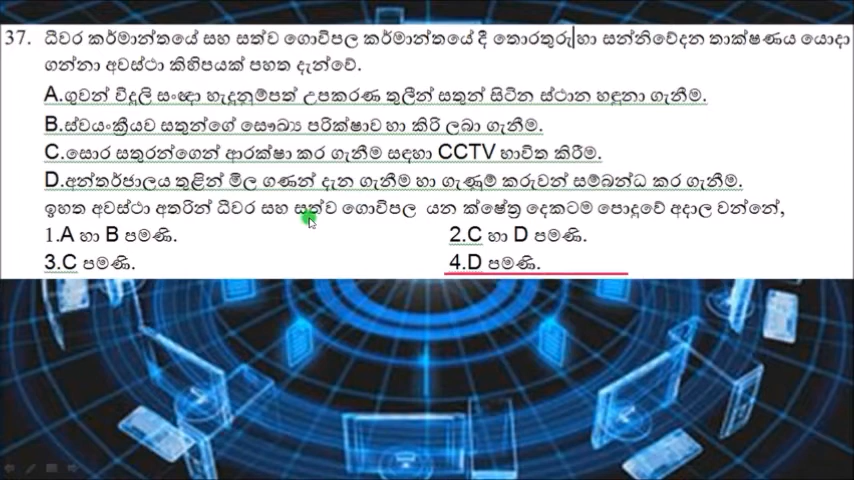 37. ධීවර කර්මාන්තයේ සහ සත්ව ගොවිපල කර්මාන්තයේ දී තොරතුරු හා සන්නිවේදන තාක්ෂණය යොදා
ගන්නා අවස්ථා කිහිපයක් පහත දැන්වේ.
A.ගුවන් විදුලි සංඥා හැඳුනුම්පත් උපකරණ තුලින් සතුන් සිටින ස්ථාන හඳුනා ගැනීම.
B.ස්වයංක්‍රීයව සතුන්ගේ සෞඛ්‍ය පරික්ෂාව හා කිරි ලබා ගැනීම.
C.සොර සතුරන්ගෙන් ආරක්ෂා කර ගැනීම සඳහා CCTV භාවිත කිරීම.
D.අන්තර්ජාලය තුළින් මිල ගණන් දැන ගැනීම හා ගැණුම් කරුවන් සම්බන්ධ කර ගැනීම.
ඉහත අවස්ථා අතරින් ධීවර සහ සත්ව ගොවිපල යන ක්ෂේත්‍ර දෙකටම පොදුවේ අදාල වන්නේ,
1.A හා B පමණි. 2.C හා D පමණි.
3.C පමණි. 4.D පමණි.